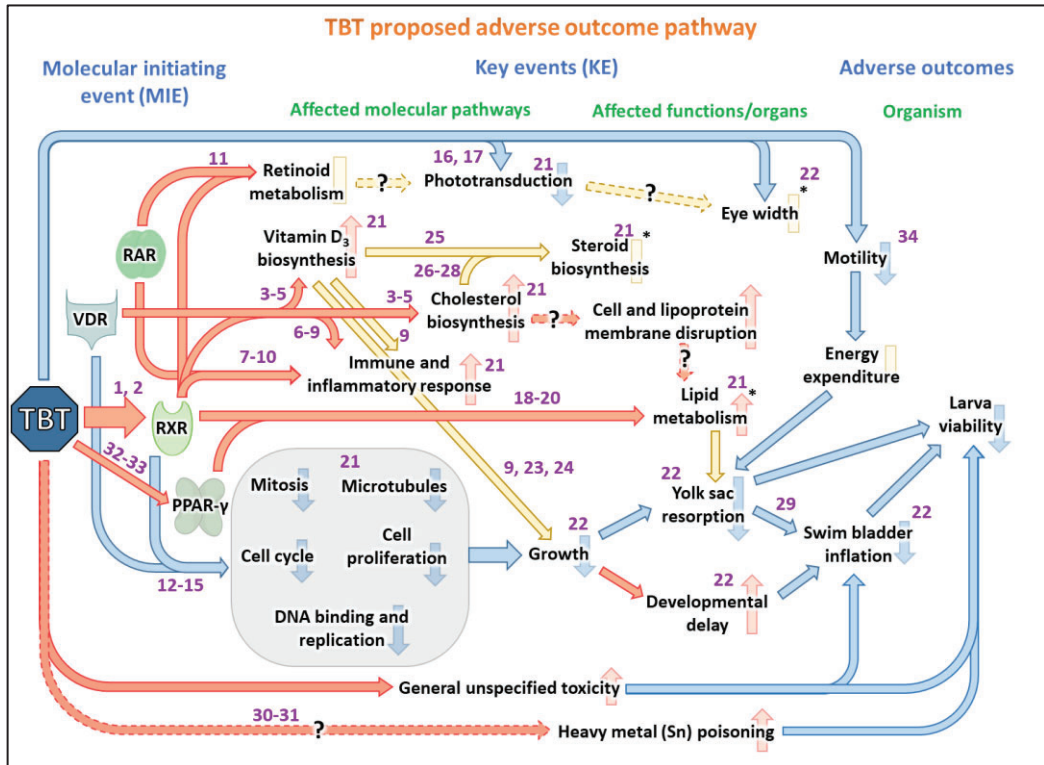 TBT proposed adverse outcome pathway
Molecular initiating
event (MIE)
Key events (KE)
Adverse outcomes
Affected molecular pathways
Affected functions/organs
Organism
11
Retinoid
metabolism
?
16, 17
Phototransduction
21
?
22
Eye width
*
RAR
Vitamin D3
biosynthesis
21
25
26-28
Steroid
biosynthesis
21
*
Motility
34
VDR
3-5
3-5
6-9
9
Cholesterol
biosynthesis
21
?
Cell and lipoprotein
membrane disruption
?
7-10
Immune and
inflammatory response
21
Energy
expenditure
TBT
1, 2
RXR
18-20
Lipid
metabolism
21
*
Larva
viability
32-33
PPAR-γ
9, 23, 24
21
Mitosis
Microtubules
Cell cycle
Cell
proliferation
DNA binding and
replication
12-15
Growth
22
22
Yolk sac
resorption
29
Swim bladder
inflation
22
22
Developmental
delay
General unspecified toxicity
30-31
?
Heavy metal (Sn) poisoning